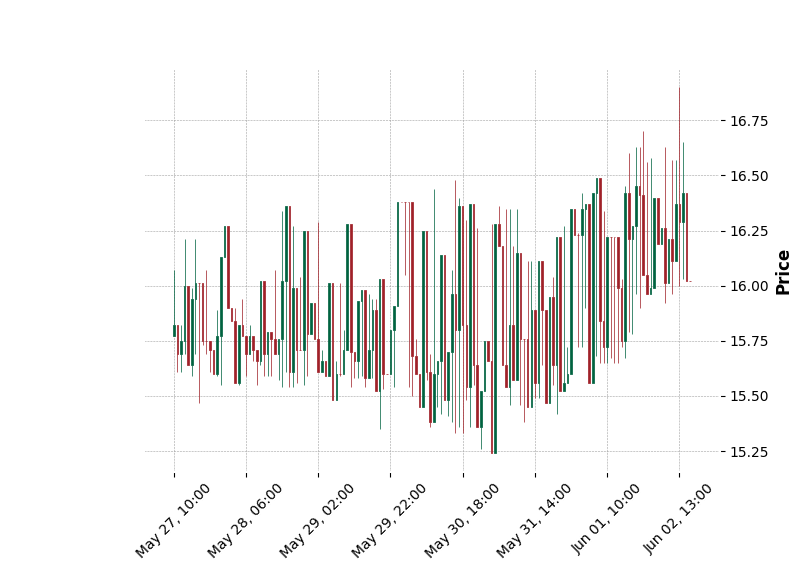 16.75
16.50
16.25
16.00
15.75
15.50
15.25
Price
May 27, 10:00
May 28, 06:00
May 29, 02:00
May 29, 22:00
May 30, 18:00
May 31, 14:00
Jun 01, 10:00
Jun 02, 13:00